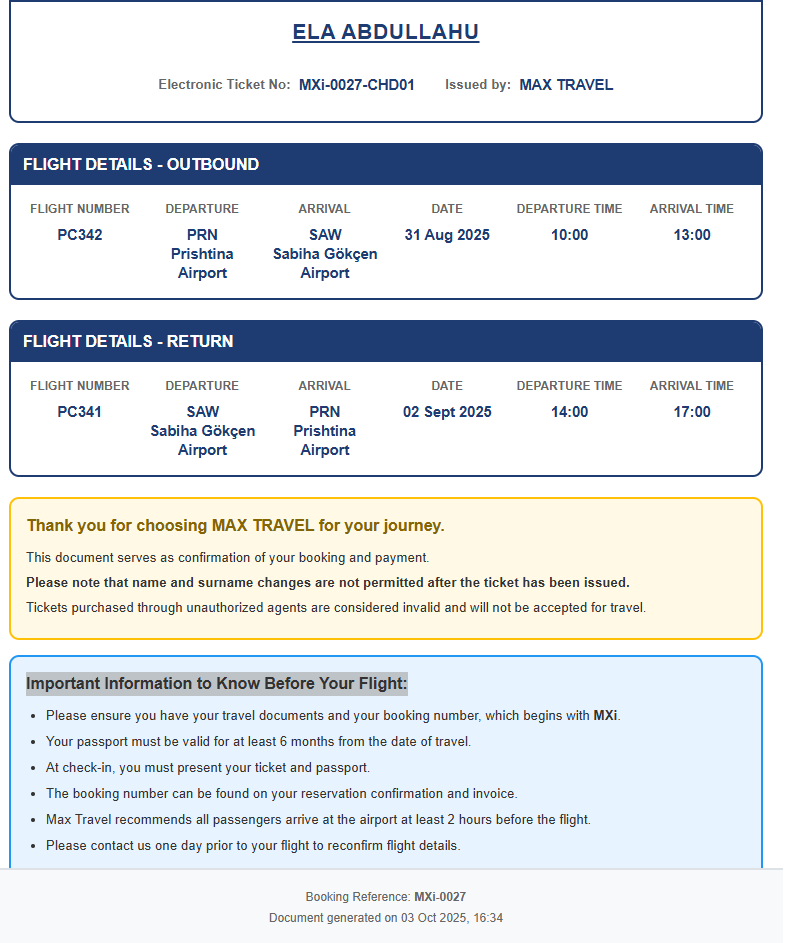 ELA ABDULLAHU
Electronic Ticket No: MXi-0027-CHD01 Issued by: MAX TRAVEL
FLIGHT DETAILS - OUTBOUND
FLIGHT NUMBER DEPARTURE ARRIVAL DATE DEPARTURE TIME ARRIVAL TIME
PC342 PRN SAW 31 Aug 2025 10:00 13:00
Prishtina Sabiha Gökçen
Airport Airport
FLIGHT DETAILS - RETURN
FLIGHT NUMBER DEPARTURE ARRIVAL DATE DEPARTURE TIME ARRIVAL TIME
PC341 SAW PRN 02 Sept 2025 14:00 17:00
Sabiha Gökçen Prishtina
Airport Airport
Thank you for choosing MAX TRAVEL for your journey.
This document serves as confirmation of your booking and payment.
Please note that name and surname changes are not permitted after the ticket has been issued.
Tickets purchased through unauthorized agents are considered invalid and will not be accepted for travel.
Important Information to Know Before Your Flight:
• Please ensure you have your travel documents and your booking number, which begins with MXi.
• Your passport must be valid for at least 6 months from the date of travel.
• At check-in, you must present your ticket and passport.
• The booking number can be found on your reservation confirmation and invoice.
• Max Travel recommends all passengers arrive at the airport at least 2 hours before the flight.
• Please contact us one day prior to your flight to reconfirm flight details.
Booking Reference: MXi-0027
Document generated on 03 Oct 2025, 16:34